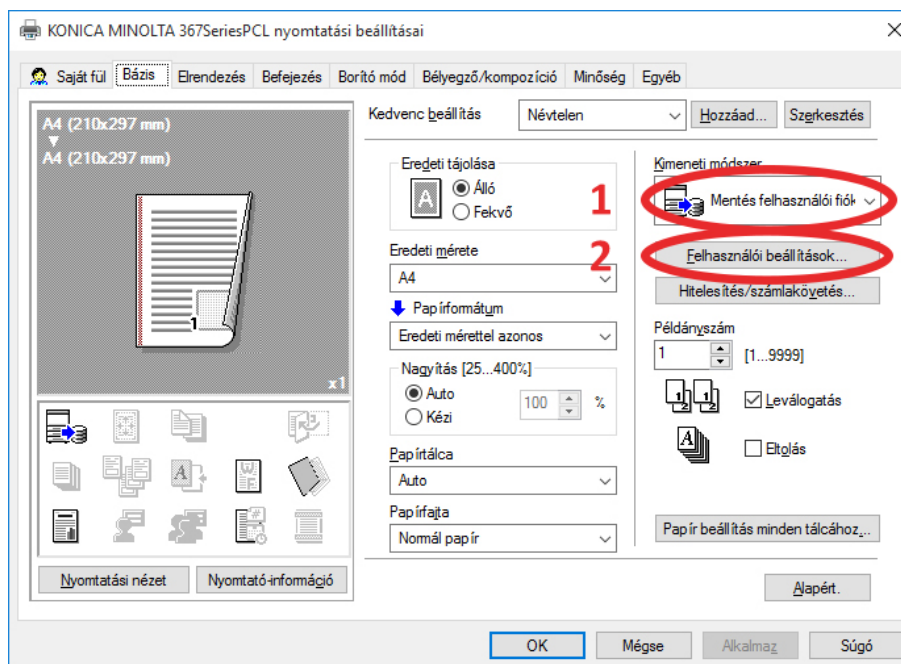 KONICA MINOLTA 367SeriesPCL nyomtatási beállításai
Saját fül Bázis Elrendezés Befejezés Borító mód Bélyegző/kompozíció Minőség Egyéb
A4 (210x297 mm)
A4 (210x297 mm)
1
x1
Nyomtatási nézet Nyomtató-információ
Kedvenc beállítás Névtelen Hozzáad... Szerkesztés
Eredeti tájolása
A
Álló
Fekvő
1
Eredeti mérete
2
A4
Papírformátum
Eredeti mérettel azonos
Nagyítás [25...400%]
Auto
Kézi
100 %
Papírtálca
Auto
Papírfajta
Normál papír
Kimeneti módszer
Mentés felhasználói fiók
Felhasználói beállítások...
Hitelesítés/számlakövetés...
Példányszám
1 [1...9999]
Leválogatás
Eltolás
Papír beállítás minden tálcához...
Alapért.
OK Mégse Alkalmaz Súgó